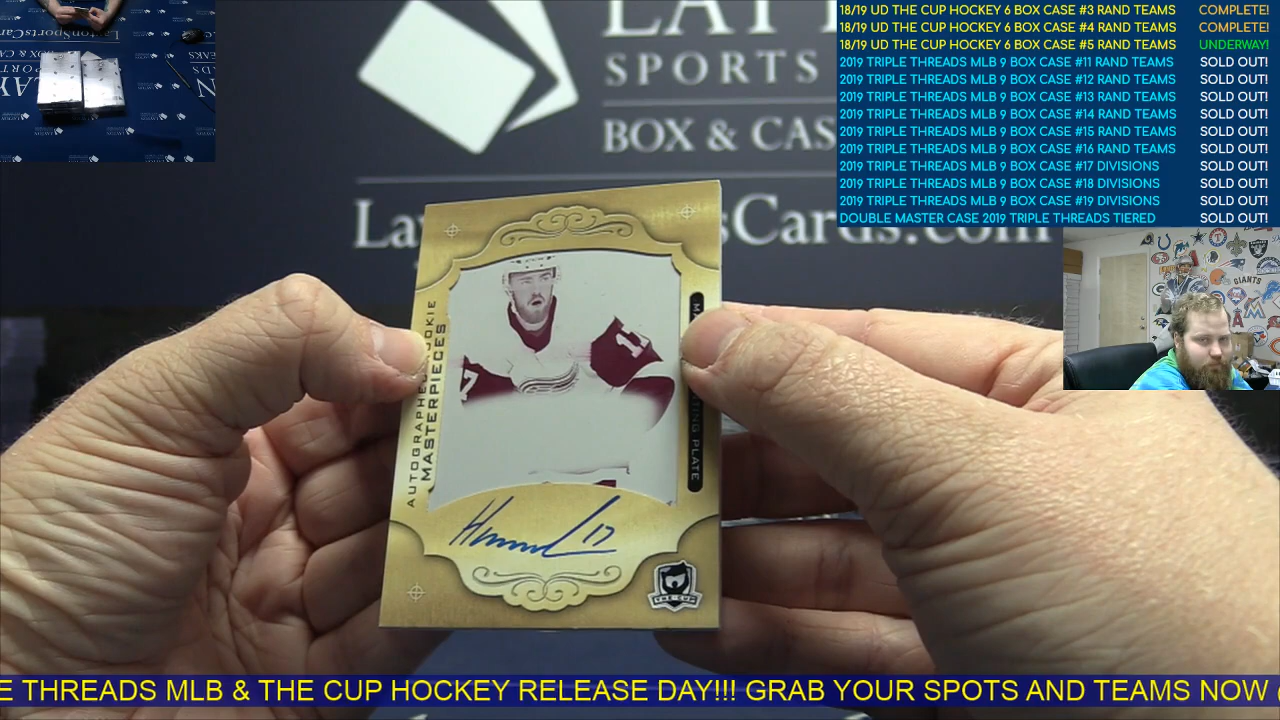 18/19 UD THE CUP HOCKEY 6 BOX CASE #3 RAND TEAMS COMPLETE!
18/19 UD THE CUP HOCKEY 6 BOX CASE #4 RAND TEAMS COMPLETE!
18/19 UD THE CUP HOCKEY 6 BOX CASE #5 RAND TEAMS UNDERWAY!
2019 TRIPLE THREADS MLB 9 BOX CASE #11 RAND TEAMS SOLD OUT!
2019 TRIPLE THREADS MLB 9 BOX CASE #12 RAND TEAMS SOLD OUT!
2019 TRIPLE THREADS MLB 9 BOX CASE #13 RAND TEAMS SOLD OUT!
2019 TRIPLE THREADS MLB 9 BOX CASE #14 RAND TEAMS SOLD OUT!
2019 TRIPLE THREADS MLB 9 BOX CASE #15 RAND TEAMS SOLD OUT!
2019 TRIPLE THREADS MLB 9 BOX CASE #16 RAND TEAMS SOLD OUT!
2019 TRIPLE THREADS MLB 9 BOX CASE #17 DIVISIONS SOLD OUT!
2019 TRIPLE THREADS MLB 9 BOX CASE #18 DIVISIONS SOLD OUT!
2019 TRIPLE THREADS MLB 9 BOX CASE #19 DIVISIONS SOLD OUT!
DOUBLE MASTER CASE 2019 TRIPLE THREADS TIERED SOLD OUT!
SPORTS
BOX & CAS
La sCards.com
GIANTS
AUTOGRAPHED ROOKIE
MASTERPIECES
17
PLATE
17
THE CUP
E THREADS MLB & THE CUP HOCKEY RELEASE DAY!!! GRAB YOUR SPOTS AND TEAMS NOW